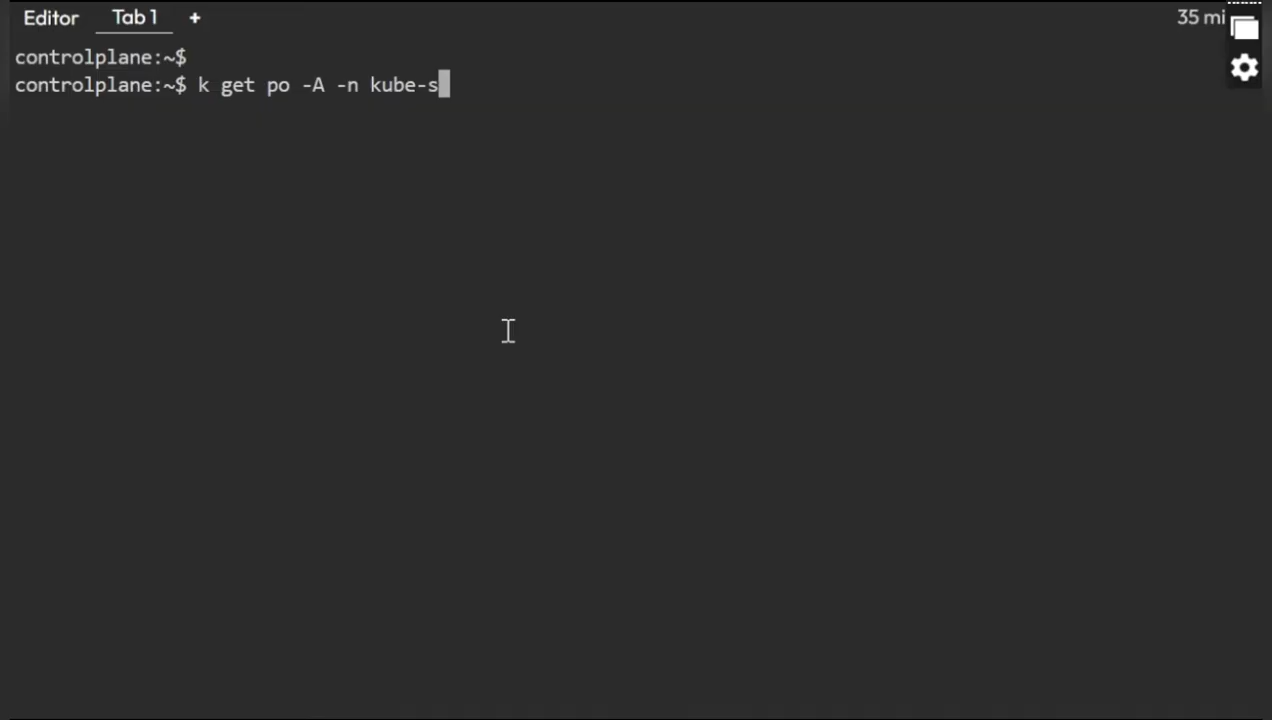 Editor Tab 1 + 35 mi
controlplane:~$
controlplane:~$ k get po -A -n kube-s